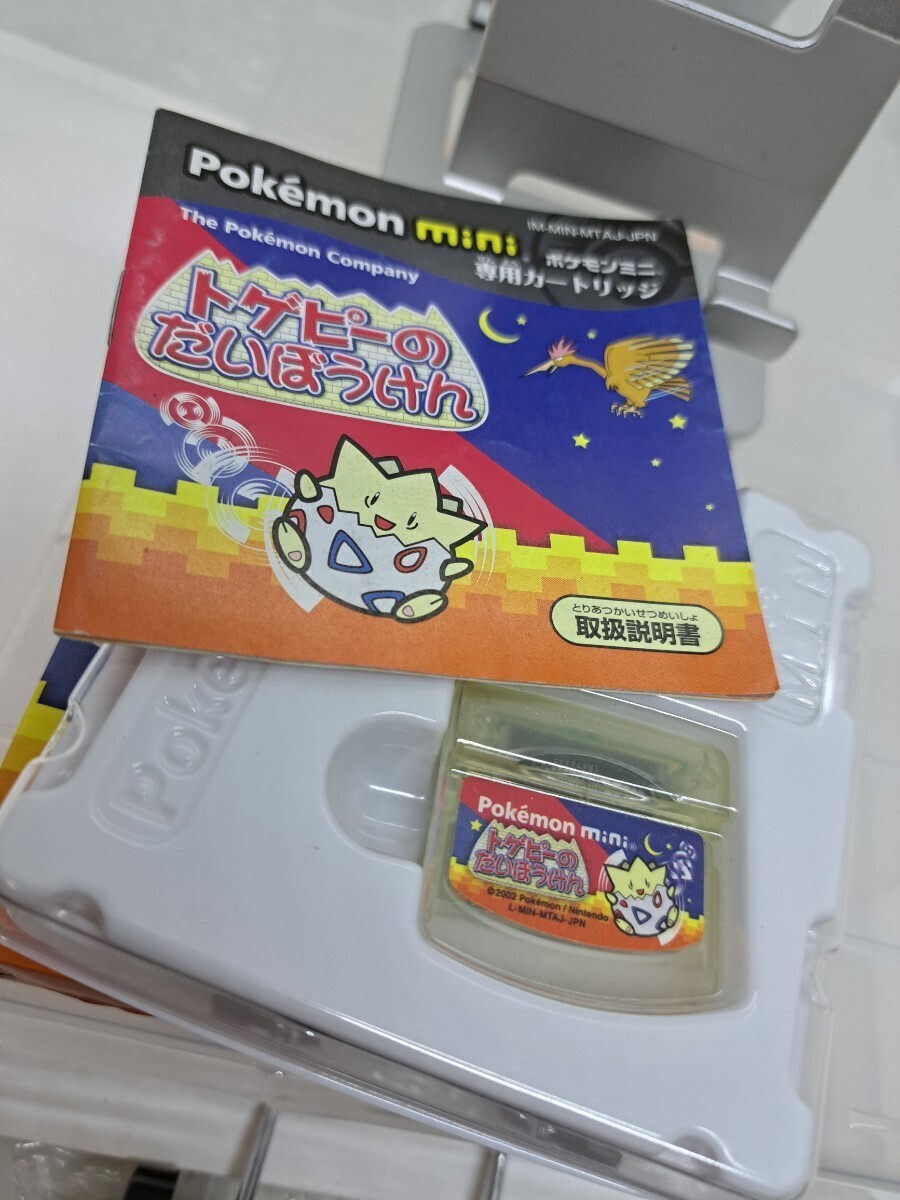 Pokémon mini
IM-MIN-MTAJ-JPN
The Pokémon Company
ポケモンミニ
専用カートリッジ
トゲピーの
だいぼうけん
とりあつかいせつめいしょ
取扱説明書
MIN
Poké
Pokémon mini®
トゲピーの
だいぼうけん
©2002 Pokémon / Nintendo
L-MIN-MTAJ-JPN